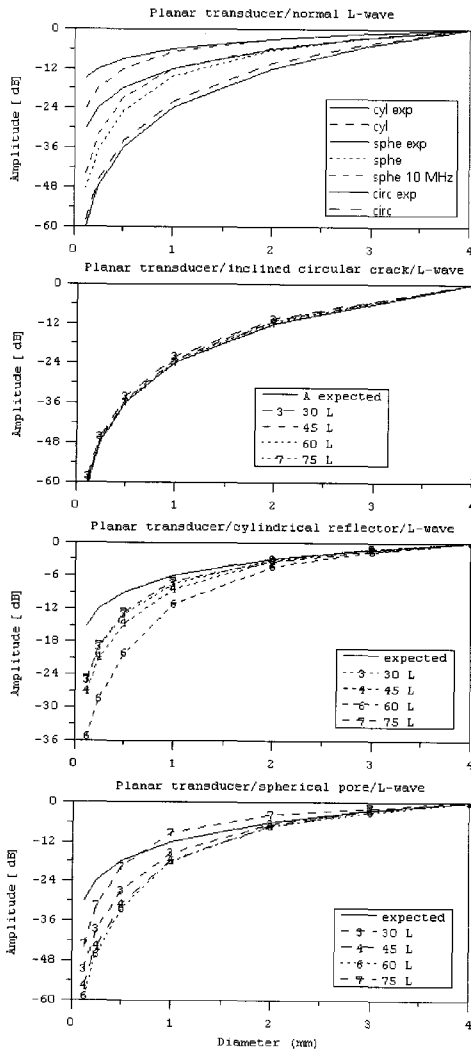 Planar transducer/normal L-wave
0
-12
-24
-36
-48
-60
Amplitude [ dB]
cyl exp
cyl
sphe exp
sphe
sphe 10 MHz
circ exp
circ
0 1 2 3 4
Planar transducer/inclined circular crack/L-wave
0
-12
-24
-36
-48
-60
Amplitude [ dB]
A expected
3 30 L
45 L
60 L
7 75 L
0 1 2 3 4
Planar transducer/cylindrical reflector/L-wave
0
-6
-12
-18
-24
-30
-36
Amplitude [ dB]
expected
3 30 L
4 45 L
6 60 L
7 75 L
0 1 2 3 4
Planar transducer/spherical pore/L-wave
0
-12
-24
-36
-48
-60
Amplitude [ dB]
expected
3 30 L
4 45 L
6 60 L
7 75 L
0 1 2 3 4
Diameter (mm)